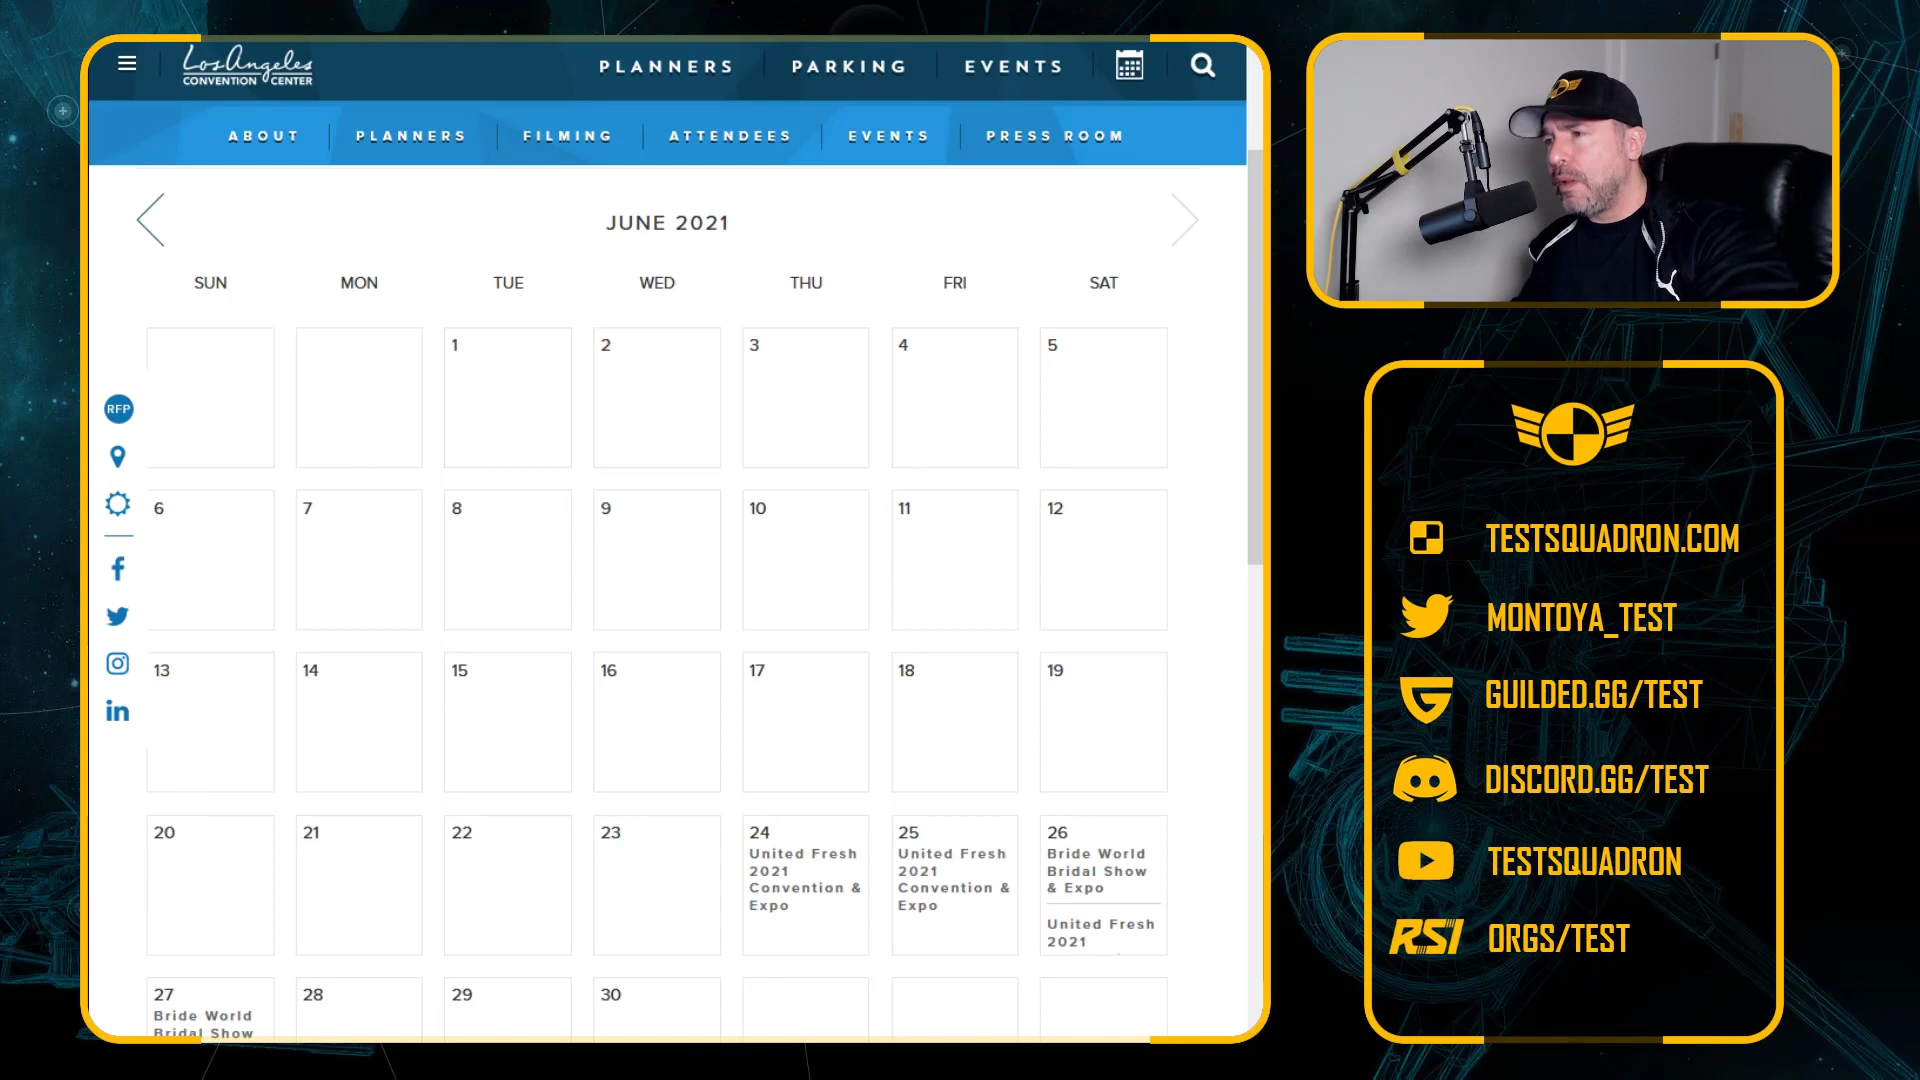 Los Angeles
CONVENTION CENTER
PLANNERS
PARKING
EVENTS
ABOUT
PLANNERS
FILMING
ATTENDEES
EVENTS
PRESS ROOM
JUNE 2021
SUN MON TUE WED THU FRI SAT
1 2 3 4 5
RFP
6 7 8 9 10 11 12
13 14 15 16 17 18 19
20 21 22 23
24
United Fresh
2021
Convention &
Expo
25
United Fresh
2021
Convention &
Expo
26
Bride World
Bridal Show
& Expo
United Fresh
2021
27
Bride World
Bridal Show
28 29 30
TESTSQUADRON.COM
MONTOYA_TEST
GUILDED.GG/TEST
DISCORD.GG/TEST
TESTSQUADRON
RSI ORGS/TEST